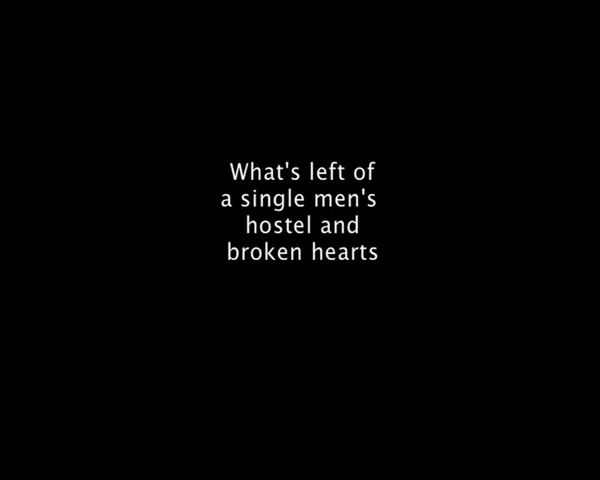 What's left of
a single men's
hostel and
broken hearts